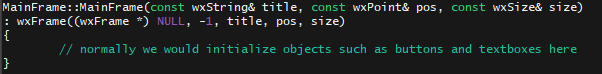 MainFrame::MainFrame(const wxString& title, const wxPoint& pos, const wxSize& size)
: wxFrame((wxFrame *) NULL, -1, title, pos, size)
{
        // normally we would initialize objects such as buttons and textboxes here
}